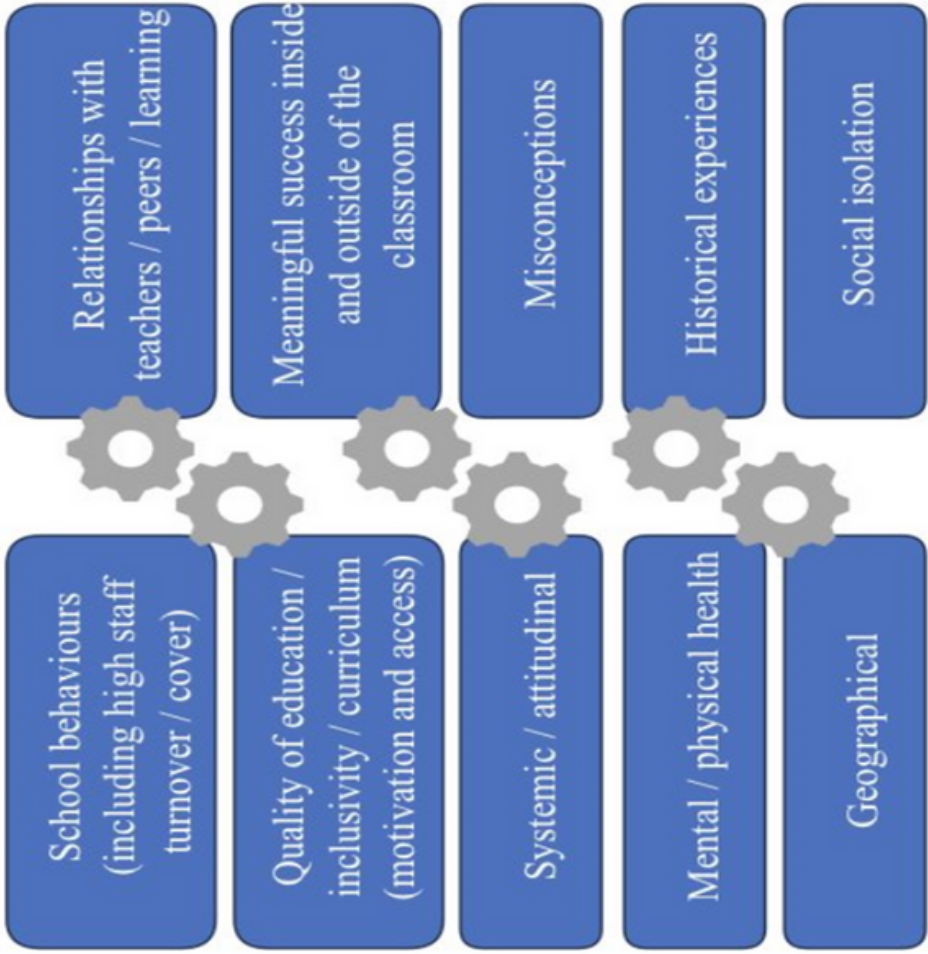 School behaviours
(including high staff
turnover / cover)
Relationships with
teachers / peers / learning
Quality of education /
inclusivity / curriculum
(motivation and access)
Meaningful success inside
and outside of the
classroom
Systemic / attitudinal
Misconceptions
Mental / physical health
Historical experiences
Geographical
Social isolation